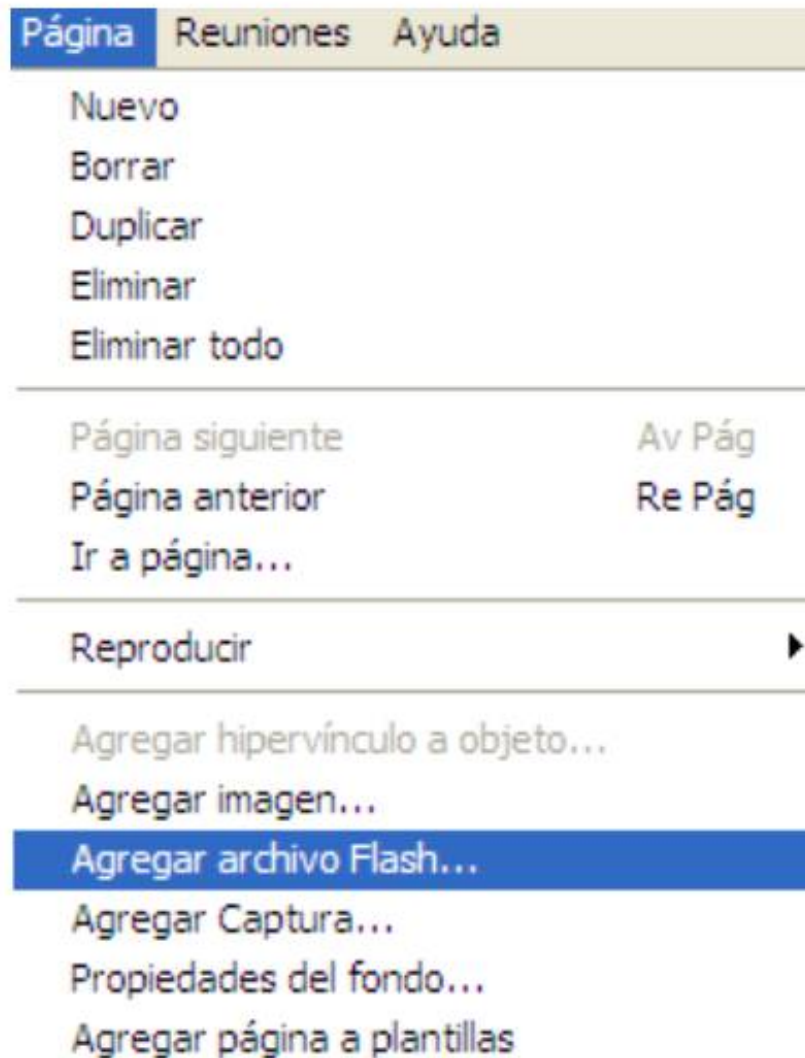 Página Reuniones Ayuda
Nuevo
Borrar
Duplicar
Eliminar
Eliminar todo
Página siguiente Av Pág
Página anterior Re Pág
Ir a página...
Reproducir
Agregar hipervínculo a objeto...
Agregar imagen...
Agregar archivo Flash...
Agregar Captura...
Propiedades del fondo...
Agregar página a plantillas